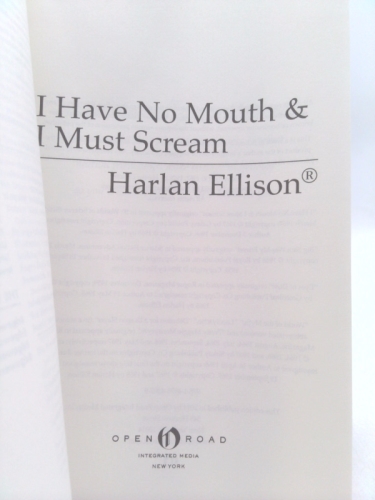 I Have No Mouth &
I Must Scream
Harlan Ellison®
OPEN ROAD
INTEGRATED MEDIA
NEW YORK